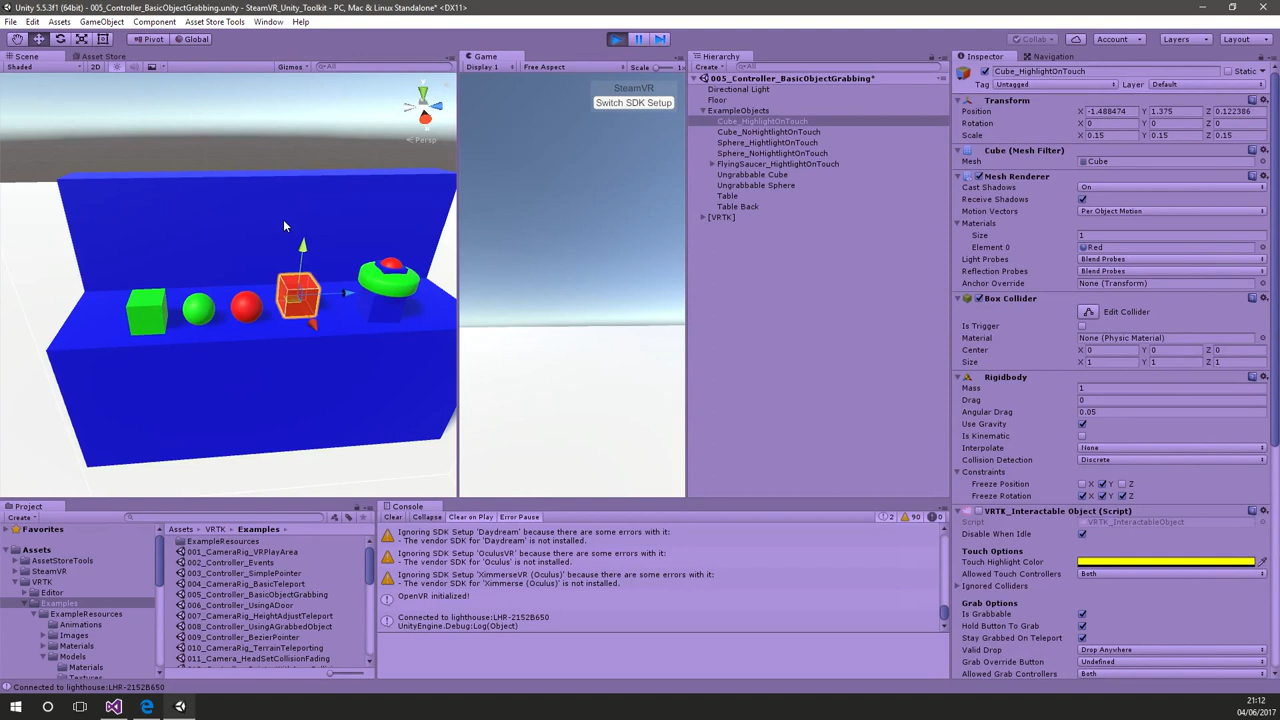 Unity 5.5.3f1 (64bit) - 005_Controller_BasicObjectGrabbing.unity - SteamVR_Unity_Toolkit - PC, Mac & Linux Standalone* <DX11>
File Edit Assets GameObject Component Asset Store Tools Window Help
Pivot Global Collab Account Layers Layout
Scene Asset Store
Shaded 2D Gizmos All
y
Persp
Game
Display 1 Free Aspect Scale
SteamVR
Switch SDK Setup
Hierarchy
Create All
005_Controller_BasicObjectGrabbing*
Directional Light
Floor
ExampleObjects
Cube_HighlightOnTouch
Cube_NoHightlightOnTouch
Sphere_HightlightOnTouch
Sphere_NoHightlightOnTouch
FlyingSaucer_HightlightOnTouch
Ungrabbable Cube
Ungrabbable Sphere
Table
Table Back
[VRTK]
Inspector Navigation
Cube_HighlightOnTouch Static
Tag Untagged Layer Default
Transform
Position X -1.488474 Y 1.375 Z 0.122386
Rotation X 0 Y 0 Z 0
Scale X 0.15 Y 0.15 Z 0.15
Cube (Mesh Filter)
Mesh Cube
Mesh Renderer
Cast Shadows On
Receive Shadows
Motion Vectors Per Object Motion
Materials
Size 1
Element 0 Red
Light Probes Blend Probes
Reflection Probes Blend Probes
Anchor Override None (Transform)
Box Collider
Edit Collider
Is Trigger
Material None (Physic Material)
Center X 0 Y 0 Z 0
Size X 1 Y 1 Z 1
Rigidbody
Mass 1
Drag 0
Angular Drag 0.05
Use Gravity
Is Kinematic
Interpolate None
Collision Detection Discrete
Constraints
Freeze Position X Y Z
Freeze Rotation X Y Z
VRTK_Interactable Object (Script)
Script VRTK_InteractableObject
Disable When Idle
Touch Options
Touch Highlight Color
Allowed Touch Controllers Both
Ignored Colliders
Grab Options
Is Grabbable
Hold Button To Grab
Stay Grabbed On Teleport
Valid Drop Drop Anywhere
Grab Override Button Undefined
Allowed Grab Controllers Both
Project
Create
Favorites
Assets
AssetStoreTools
SteamVR
VRTK
Editor
Examples
ExampleResources
Animations
Images
Materials
Models
Materials
Textures
Assets VRTK Examples
ExampleResources
001_CameraRig_VRPlayArea
002_Controller_Events
003_Controller_SimplePointer
004_CameraRig_BasicTeleport
005_Controller_BasicObjectGrabbing
006_Controller_UsingADoor
007_CameraRig_HeightAdjustTeleport
008_Controller_UsingAGrabbedObject
009_Controller_BezierPointer
010_CameraRig_TerrainTeleporting
011_Camera_HeadSetCollisionFading
Console
Clear Collapse Clear on Play Error Pause 2 90 0
Ignoring SDK Setup 'Daydream' because there are some errors with it:
- The vendor SDK for 'Daydream' is not installed.
Ignoring SDK Setup 'OculusVR' because there are some errors with it:
- The vendor SDK for 'Oculus' is not installed.
Ignoring SDK Setup 'XimmerseVR (Oculus)' because there are some errors with it:
- The vendor SDK for 'Ximmerse (Oculus)' is not installed.
OpenVR initialized!
Connected to lighthouse:LHR-2152B650
UnityEngine.Debug:Log(Object)
Connected to lighthouse:LHR-2152B650
21:12
04/06/2017